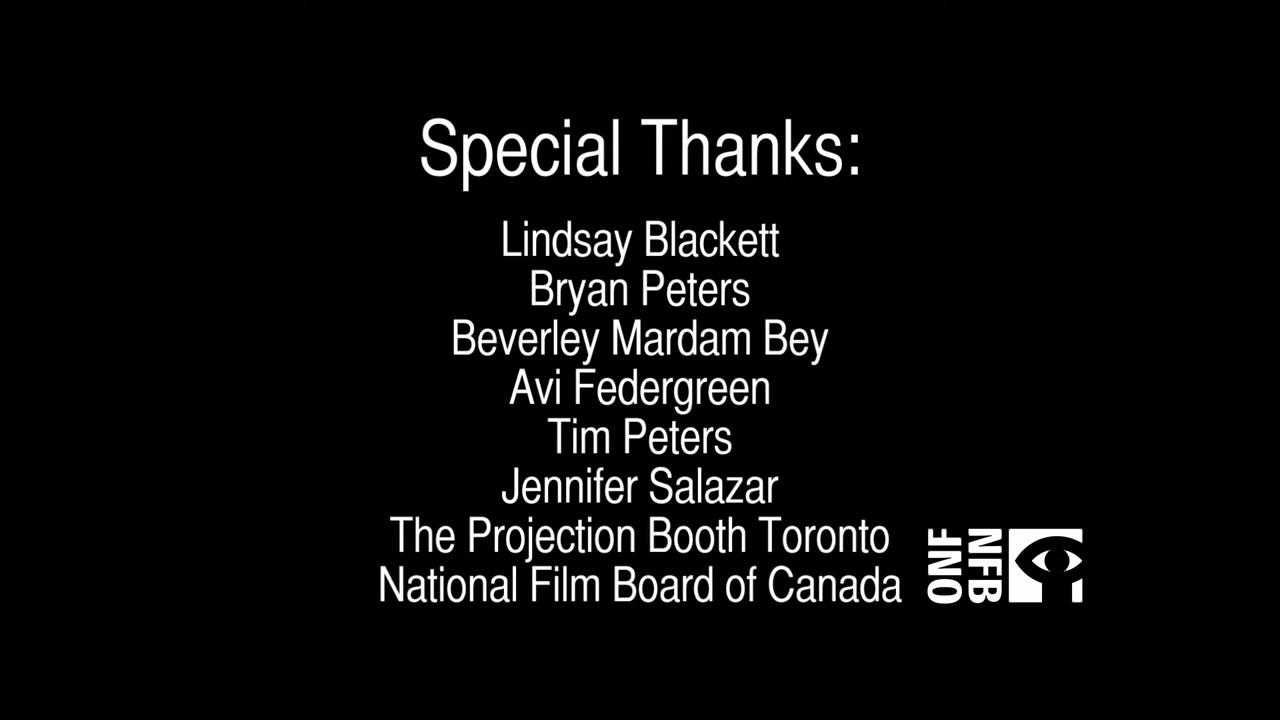 Special Thanks:
Lindsay Blackett
Bryan Peters
Beverley Mardam Bey
Avi Federgreen
Tim Peters
Jennifer Salazar
The Projection Booth Toronto
National Film Board of Canada
ONF
NFB